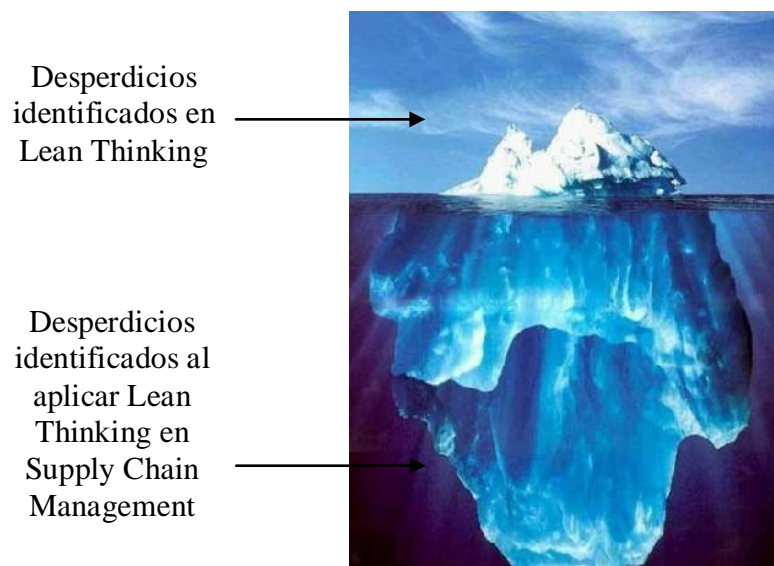 Desperdicios
identificados en
Lean Thinking
Desperdicios
identificados al
aplicar Lean
Thinking en
Supply Chain
Management